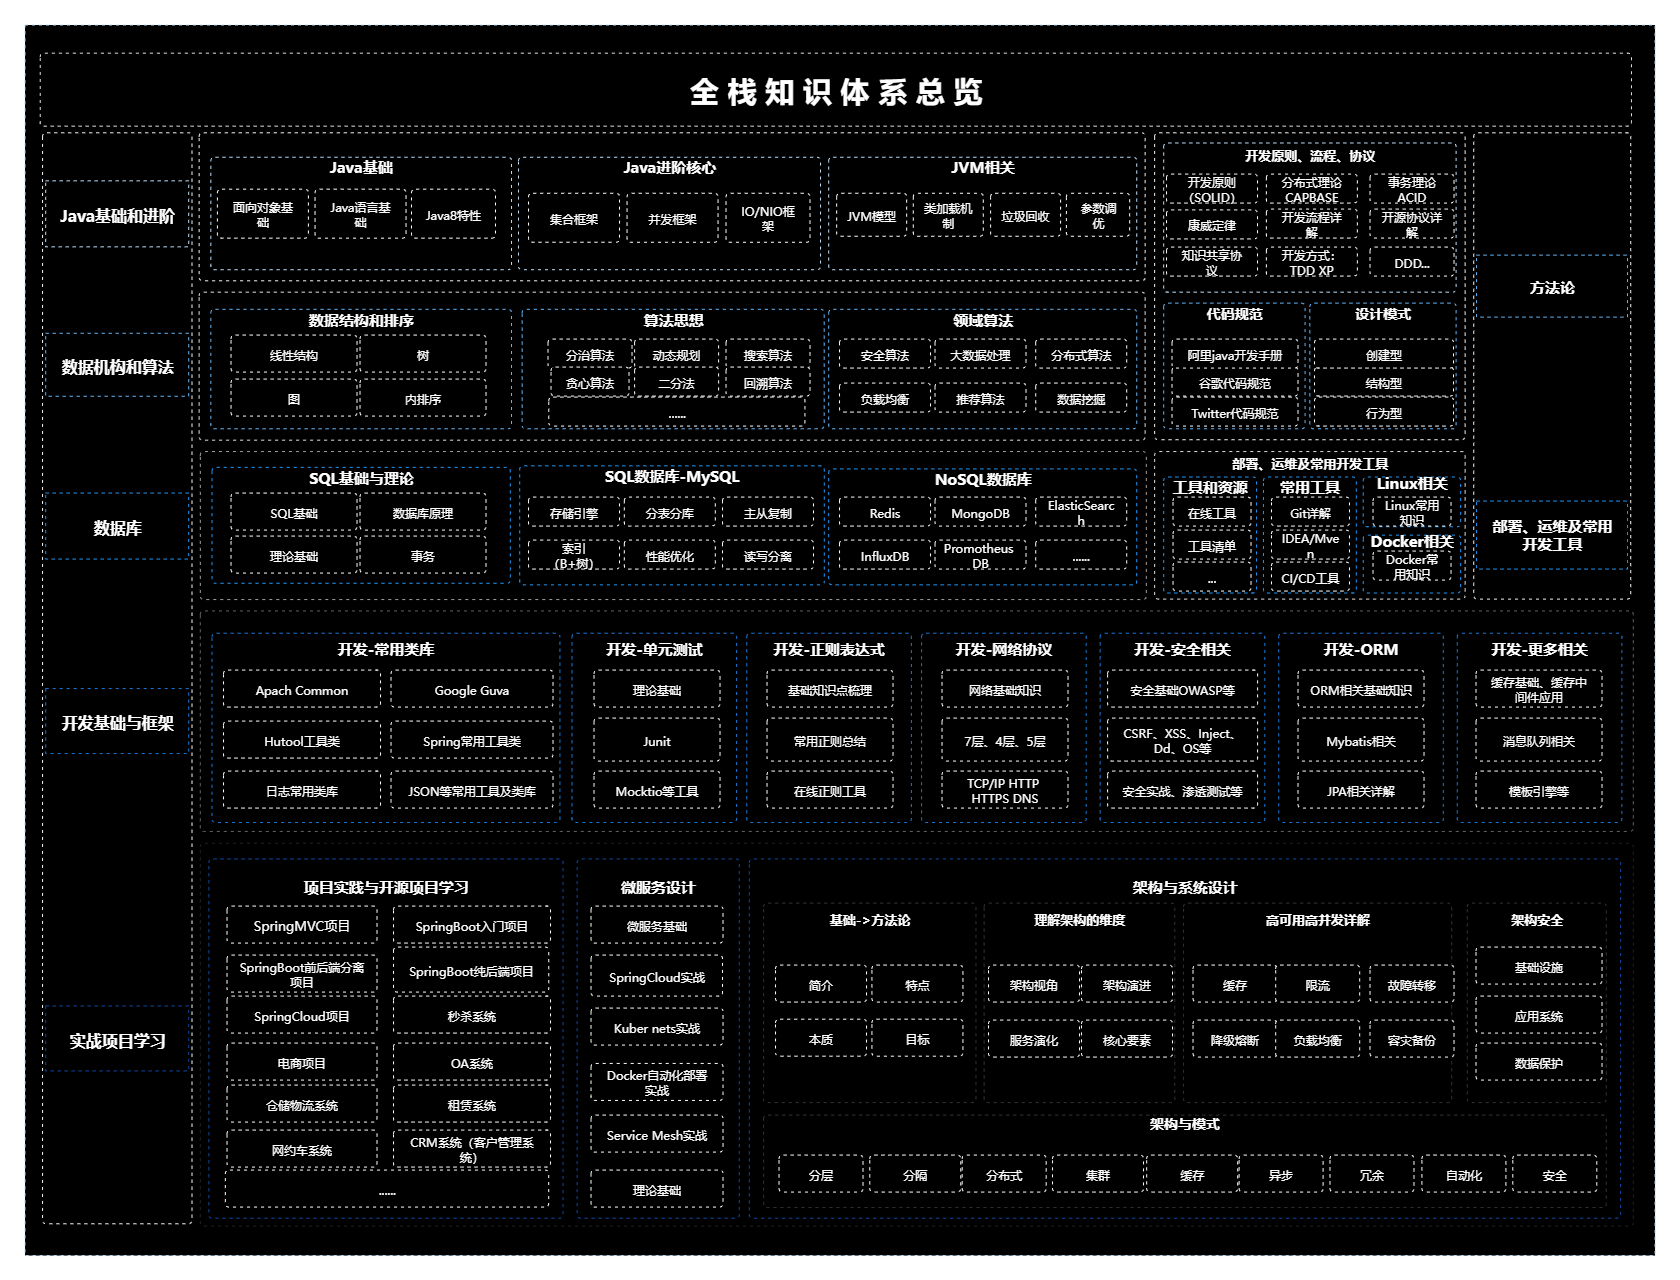 全栈知识体系总览
Java基础和进阶
Java基础
面向对象基
础
Java语言基
础
Java8特性
Java进阶核心
集合框架
并发框架
IO/NIO框
架
JVM相关
JVM模型
类加载机
制
垃圾回收
参数调
优
开发原则、流程、协议
开发原则
(SOLID)
分布式理论
CAPBASE
事务理论
ACID
康威定律
开发流程详
解
开源协议详
解
知识共享协
议
开发方式：
TDD XP
DDD...
方法论
数据机构和算法
数据结构和排序
线性结构
树
图
内排序
算法思想
分治算法
动态规划
搜索算法
贪心算法
二分法
回溯算法
......
领域算法
安全算法
大数据处理
分布式算法
负载均衡
推荐算法
数据挖掘
代码规范
阿里java开发手册
谷歌代码规范
Twitter代码规范
设计模式
创建型
结构型
行为型
数据库
SQL基础与理论
SQL基础
数据库原理
理论基础
事务
SQL数据库-MySQL
存储引擎
分表分库
主从复制
索引
(B+树)
性能优化
读写分离
NoSQL数据库
Redis
MongoDB
ElasticSearc
h
InfluxDB
Promotheus
DB
......
部署、运维及常用开发工具
工具和资源
在线工具
工具清单
...
常用工具
Git详解
IDEA/Mve
n
CI/CD工具
Linux相关
Linux常用
知识
Docker相关
Docker常
用知识
部署、运维及常用
开发工具
开发基础与框架
开发-常用类库
Apach Common
Google Guva
Hutool工具类
Spring常用工具类
日志常用类库
JSON等常用工具及类库
开发-单元测试
理论基础
Junit
Mocktio等工具
开发-正则表达式
基础知识点梳理
常用正则总结
在线正则工具
开发-网络协议
网络基础知识
7层、4层、5层
TCP/IP HTTP
HTTPS DNS
开发-安全相关
安全基础OWASP等
CSRF、XSS、Inject、
Dd、OS等
安全实战、渗透测试等
开发-ORM
ORM相关基础知识
Mybatis相关
JPA相关详解
开发-更多相关
缓存基础、缓存中
间件应用
消息队列相关
模板引擎等
实战项目学习
项目实践与开源项目学习
SpringMVC项目
SpringBoot入门项目
SpringBoot前后端分离
项目
SpringBoot纯后端项目
SpringCloud项目
秒杀系统
电商项目
OA系统
仓储物流系统
租赁系统
网约车系统
CRM系统（客户管理系
统）
......
微服务设计
微服务基础
SpringCloud实战
Kuber nets实战
Docker自动化部署
实战
Service Mesh实战
理论基础
架构与系统设计
基础->方法论
简介
特点
本质
目标
理解架构的维度
架构视角
架构演进
服务演化
核心要素
高可用高并发详解
缓存
限流
故障转移
降级熔断
负载均衡
容灾备份
架构安全
基础设施
应用系统
数据保护
架构与模式
分层
分隔
分布式
集群
缓存
异步
冗余
自动化
安全